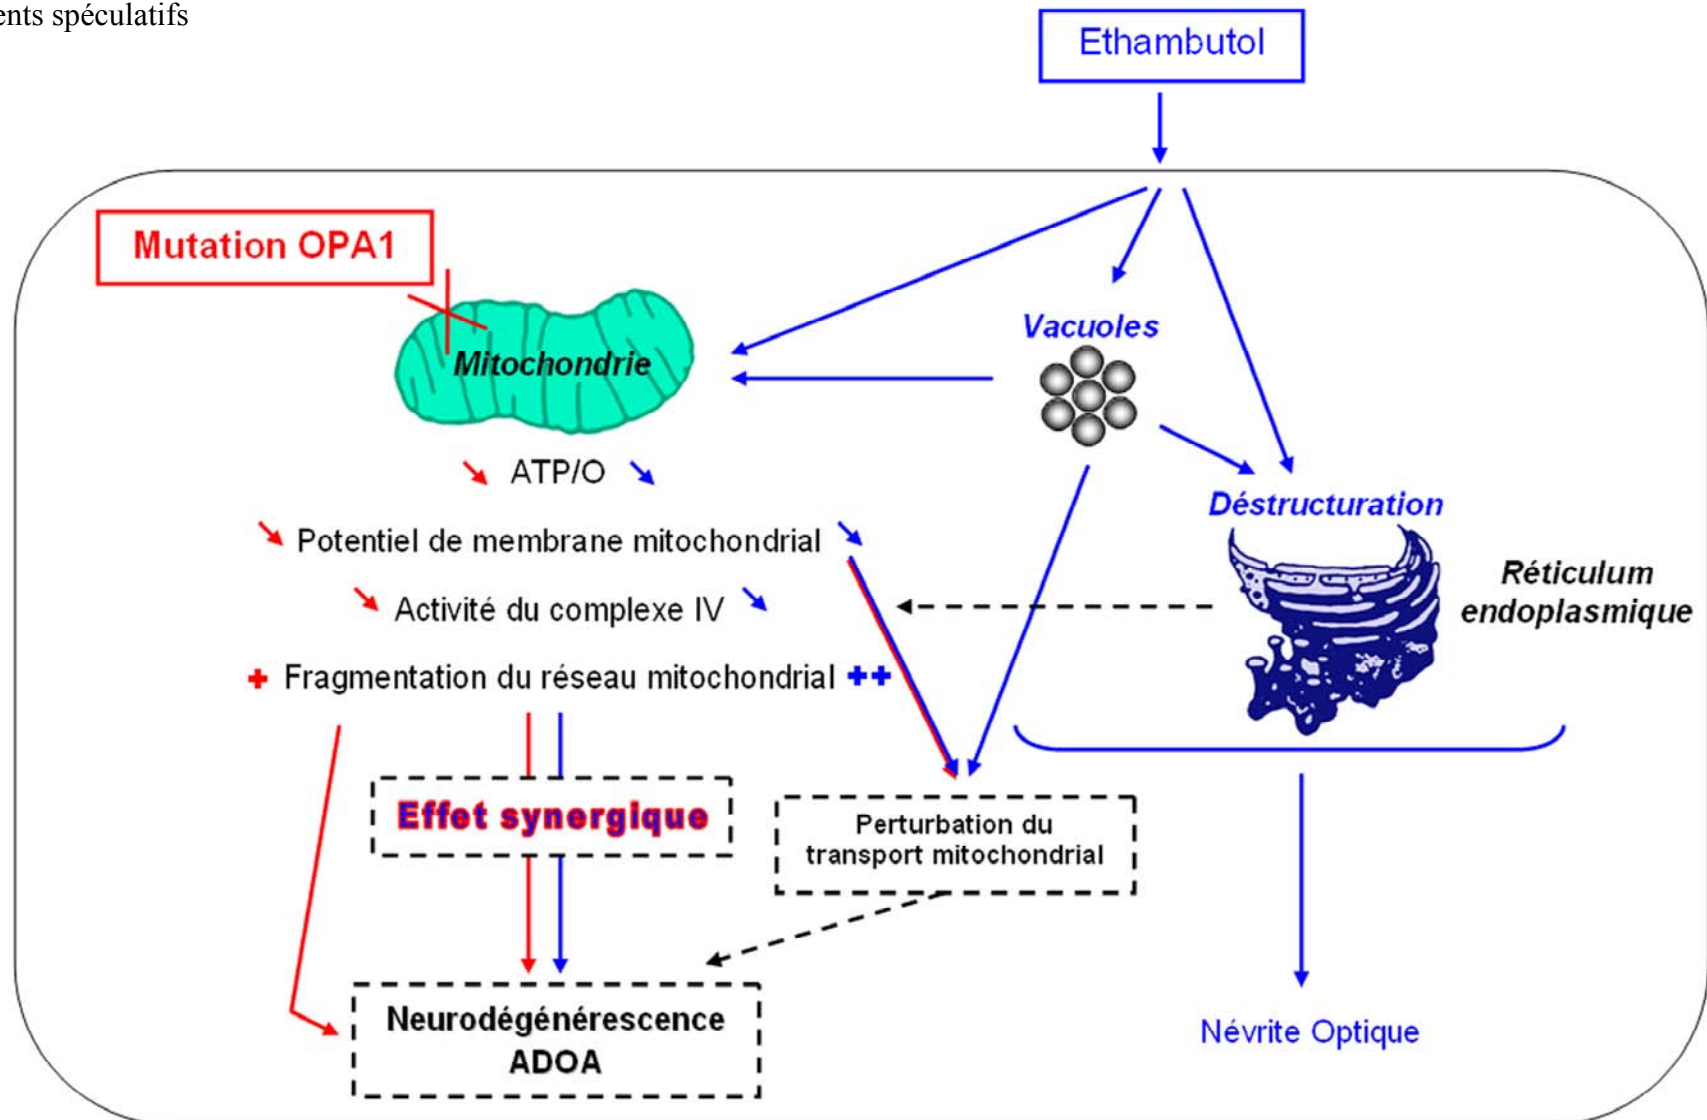 ents spéculatifs
Ethambutol
Mutation OPA1
Vacuoles
Mitochondrie
ATP/O
Déstructuration
Potentiel de membrane mitochondrial
Réticulum
endoplasmique
Activité du complexe IV
+ Fragmentation du réseau mitochondrial ++
Effet synergique
Perturbation du
transport mitochondrial
Neurodégénérescence
ADOA
Névrite Optique